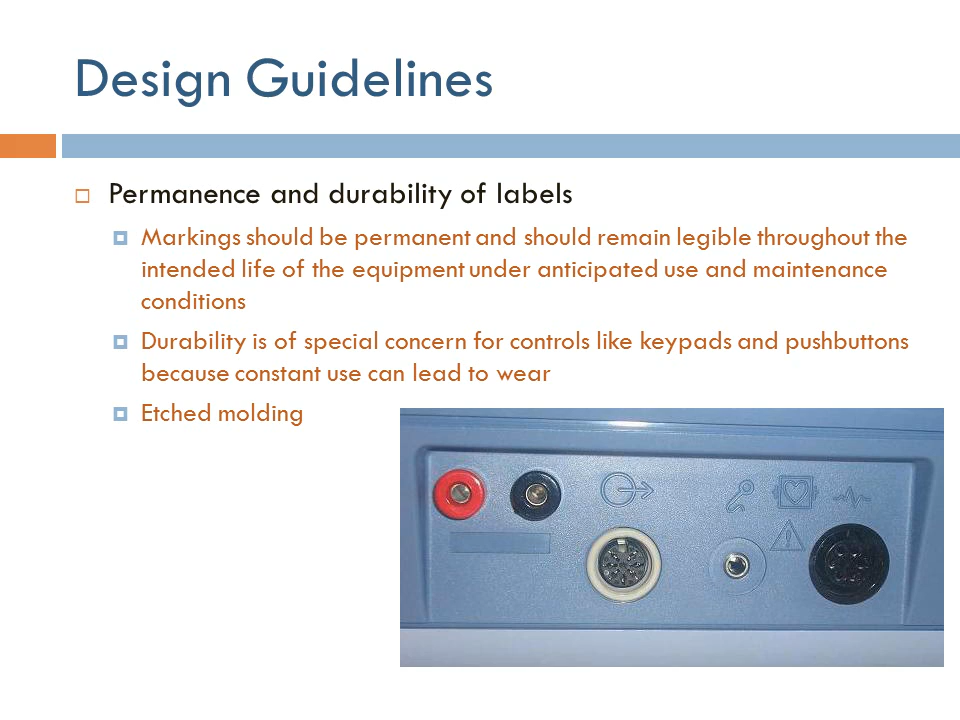 Design Guidelines
Permanence and durability of labels
Markings should be permanent and should remain legible throughout the
intended life of the equipment under anticipated use and maintenance
conditions
Durability is of special concern for controls like keypads and pushbuttons
because constant use can lead to wear
Etched molding